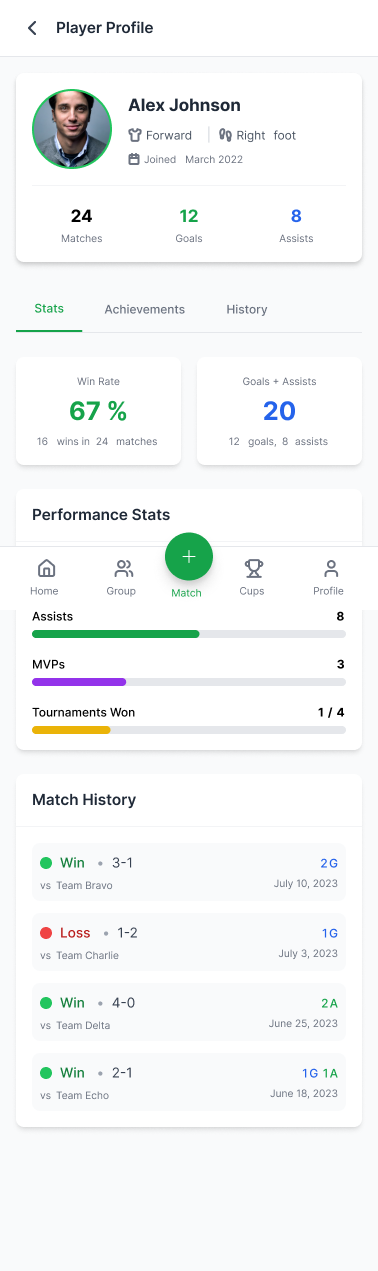 Player Profile
Alex Johnson
Forward
Right foot
Joined March 2022
24
12
8
Matches
Goals
Assists
Stats
Achievements
History
Win Rate
67 %
16 wins in 24 matches
Goals + Assists
20
12 goals, 8 assists
Performance Stats
Home
Group
Match
Cups
Profile
Assists 8
MVPs 3
Tournaments Won 1 / 4
Match History
Win • 3-1 2G
vs Team Bravo July 10, 2023
Loss • 1-2 1G
vs Team Charlie July 3, 2023
Win • 4-0 2A
vs Team Delta June 25, 2023
Win • 2-1 1G 1A
vs Team Echo June 18, 2023